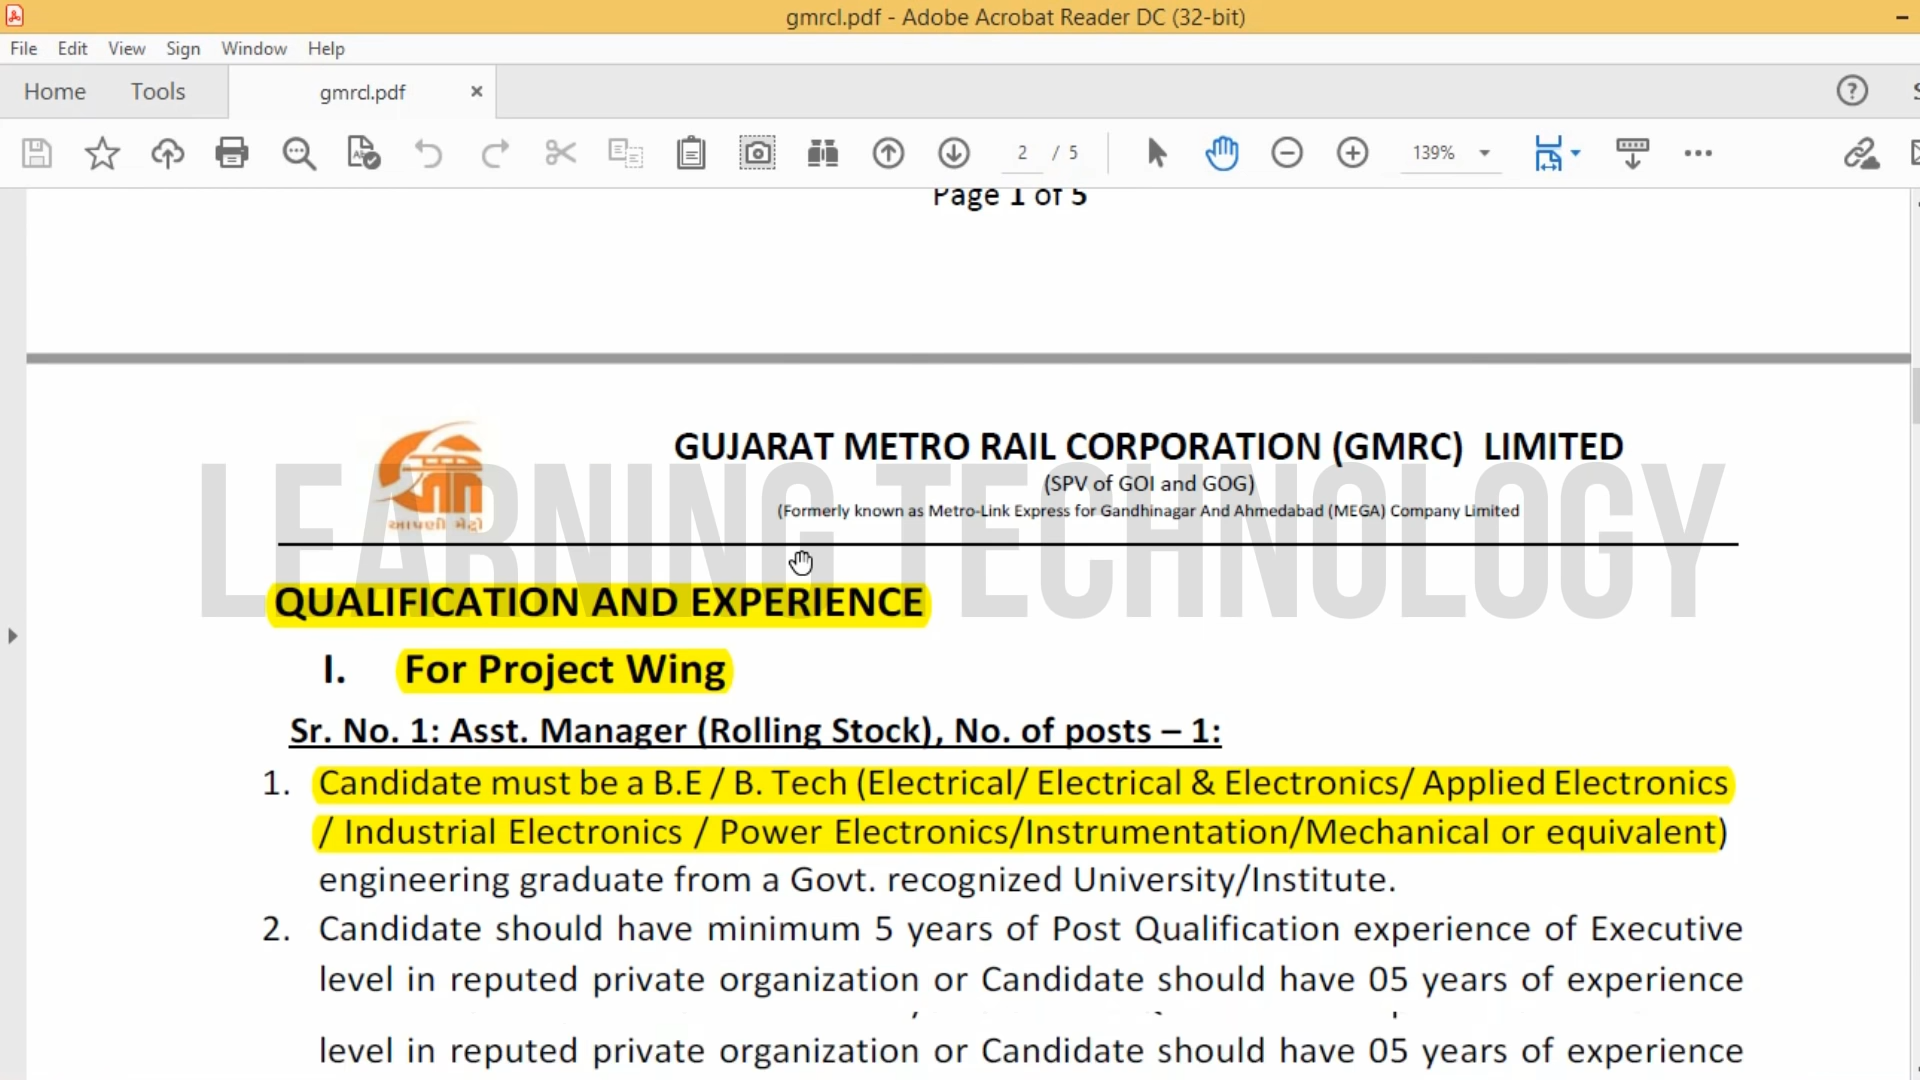 gmrcl.pdf - Adobe Acrobat Reader DC (32-bit)
File Edit View Sign Window Help
Home Tools gmrcl.pdf
2 / 5 139%
Page 1 of 5
GUJARAT METRO RAIL CORPORATION (GMRC) LIMITED
(SPV of GOI and GOG)
(Formerly known as Metro-Link Express for Gandhinagar And Ahmedabad (MEGA) Company Limited
આપણી મેટ્રો
LEARNING TECHNOLOGY
QUALIFICATION AND EXPERIENCE
I. For Project Wing
Sr. No. 1: Asst. Manager (Rolling Stock), No. of posts – 1:
1. Candidate must be a B.E / B. Tech (Electrical/ Electrical & Electronics/ Applied Electronics
/ Industrial Electronics / Power Electronics/Instrumentation/Mechanical or equivalent)
engineering graduate from a Govt. recognized University/Institute.
2. Candidate should have minimum 5 years of Post Qualification experience of Executive
level in reputed private organization or Candidate should have 05 years of experience
level in reputed private organization or Candidate should have 05 years of experience